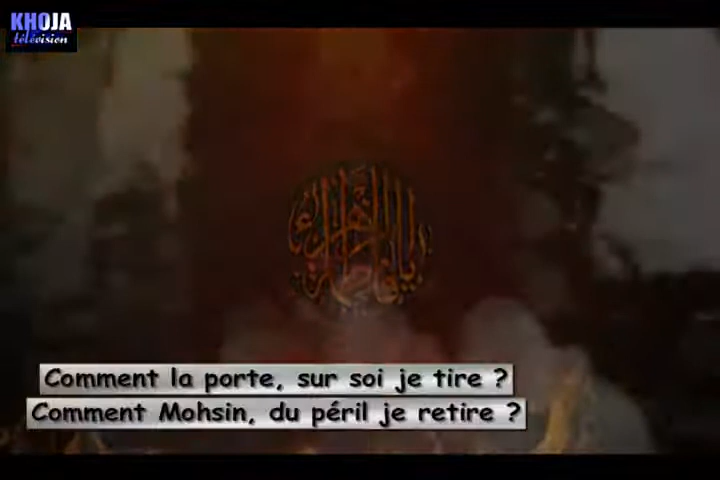 KHOJA
télévision
يا فاطمة الزهراء
Comment la porte, sur soi je tire ?
Comment Mohsin, du péril je retire ?